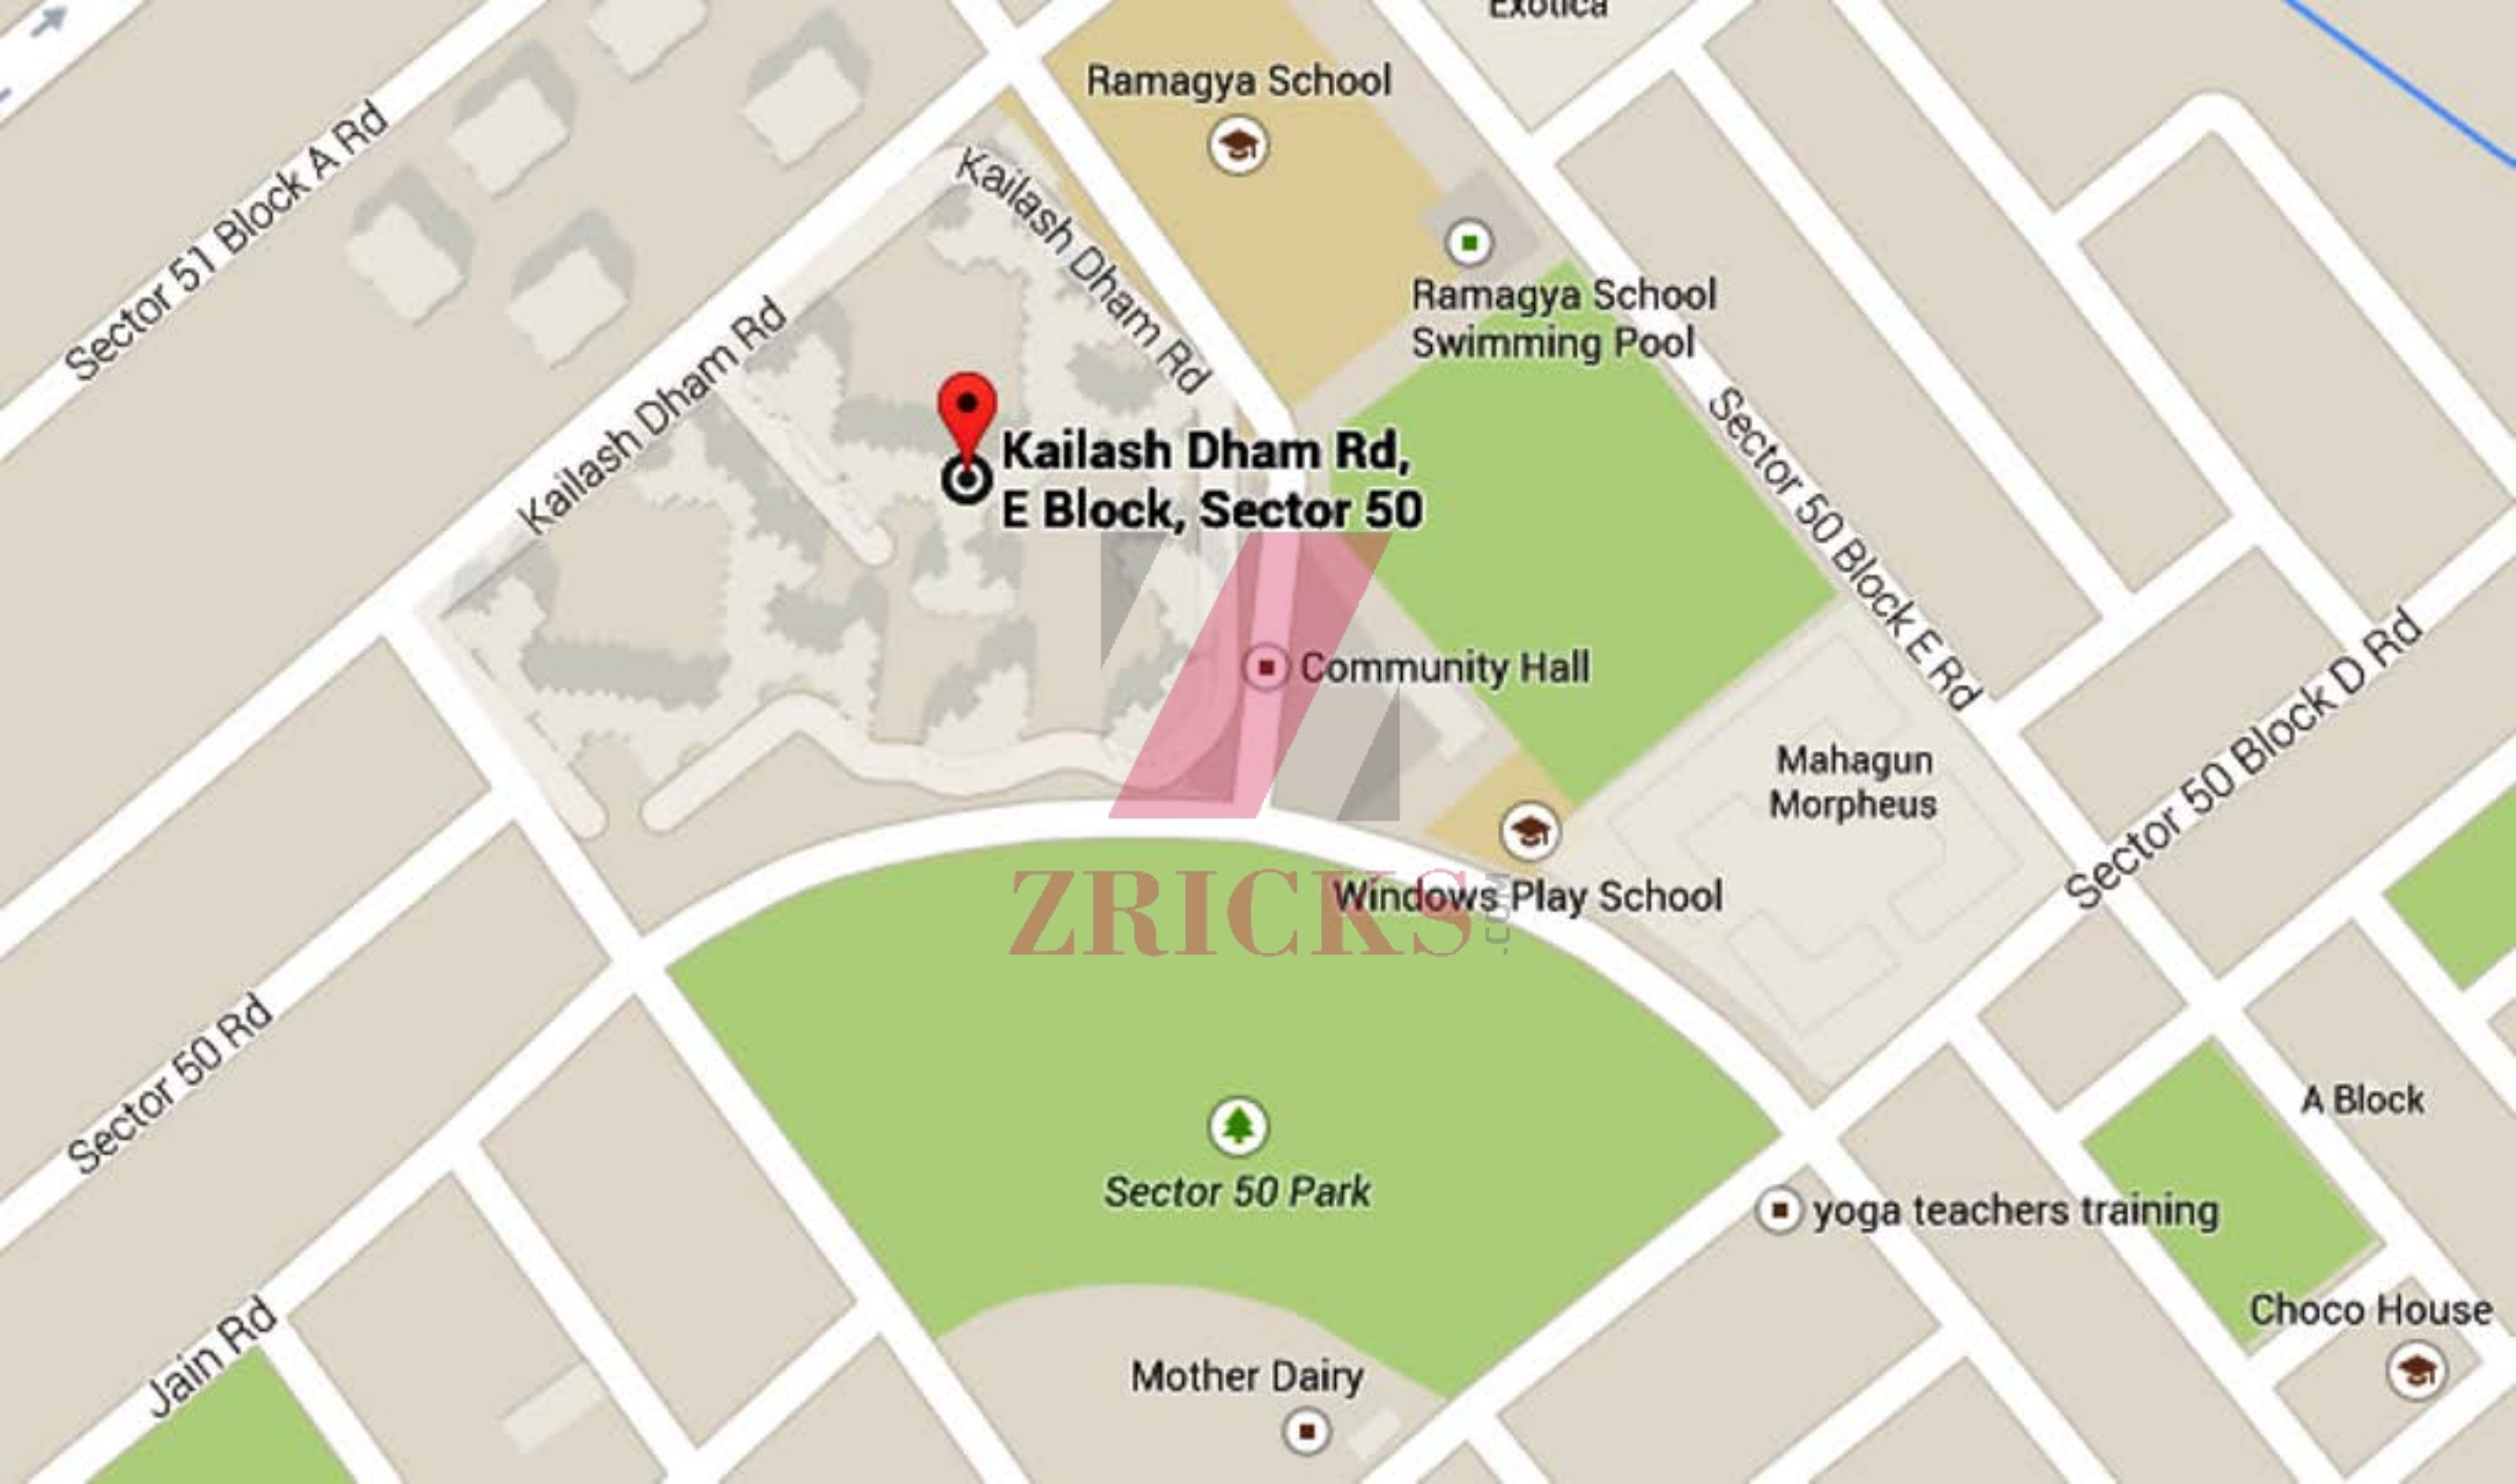 Exotica
Ramagya School
Sector 51 Block A Rd
Kailash Dham Rd
Ramagya School
Swimming Pool
Kailash Dham Rd
Kailash Dham Rd,
E Block, Sector 50
Sector 50 Block E Rd
Community Hall
Sector 50 Block D Rd
Mahagun
Morpheus
Windows Play School
ZRICKS
.COM
Sector 50 Rd
A Block
Sector 50 Park
yoga teachers training
Choco House
Jain Rd
Mother Dairy